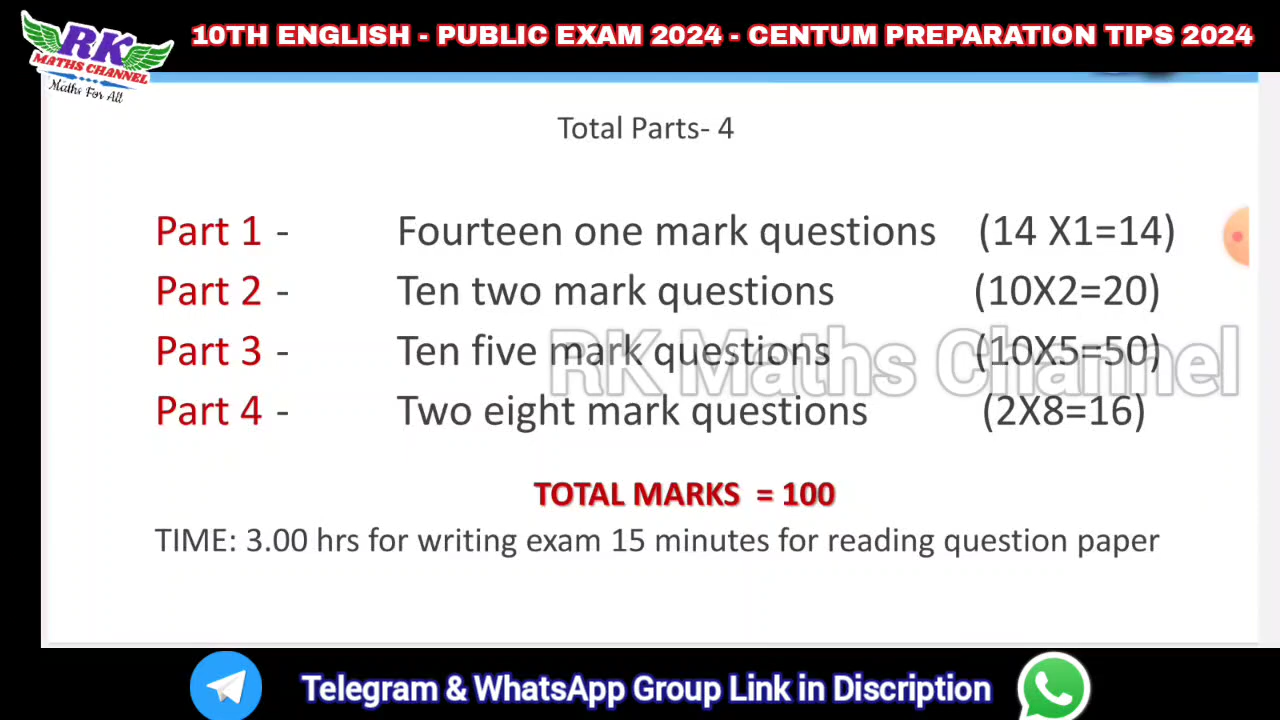 RK
MATHS CHANNEL
Maths For All
10TH ENGLISH - PUBLIC EXAM 2024 - CENTUM PREPARATION TIPS 2024
Total Parts- 4
Part 1 - Fourteen one mark questions (14 X1=14)
Part 2 - Ten two mark questions (10X2=20)
Part 3 - Ten five mark questions (10X5=50)
RK Maths Channel
Part 4 - Two eight mark questions (2X8=16)
TOTAL MARKS = 100
TIME: 3.00 hrs for writing exam 15 minutes for reading question paper
Telegram & WhatsApp Group Link in Discription